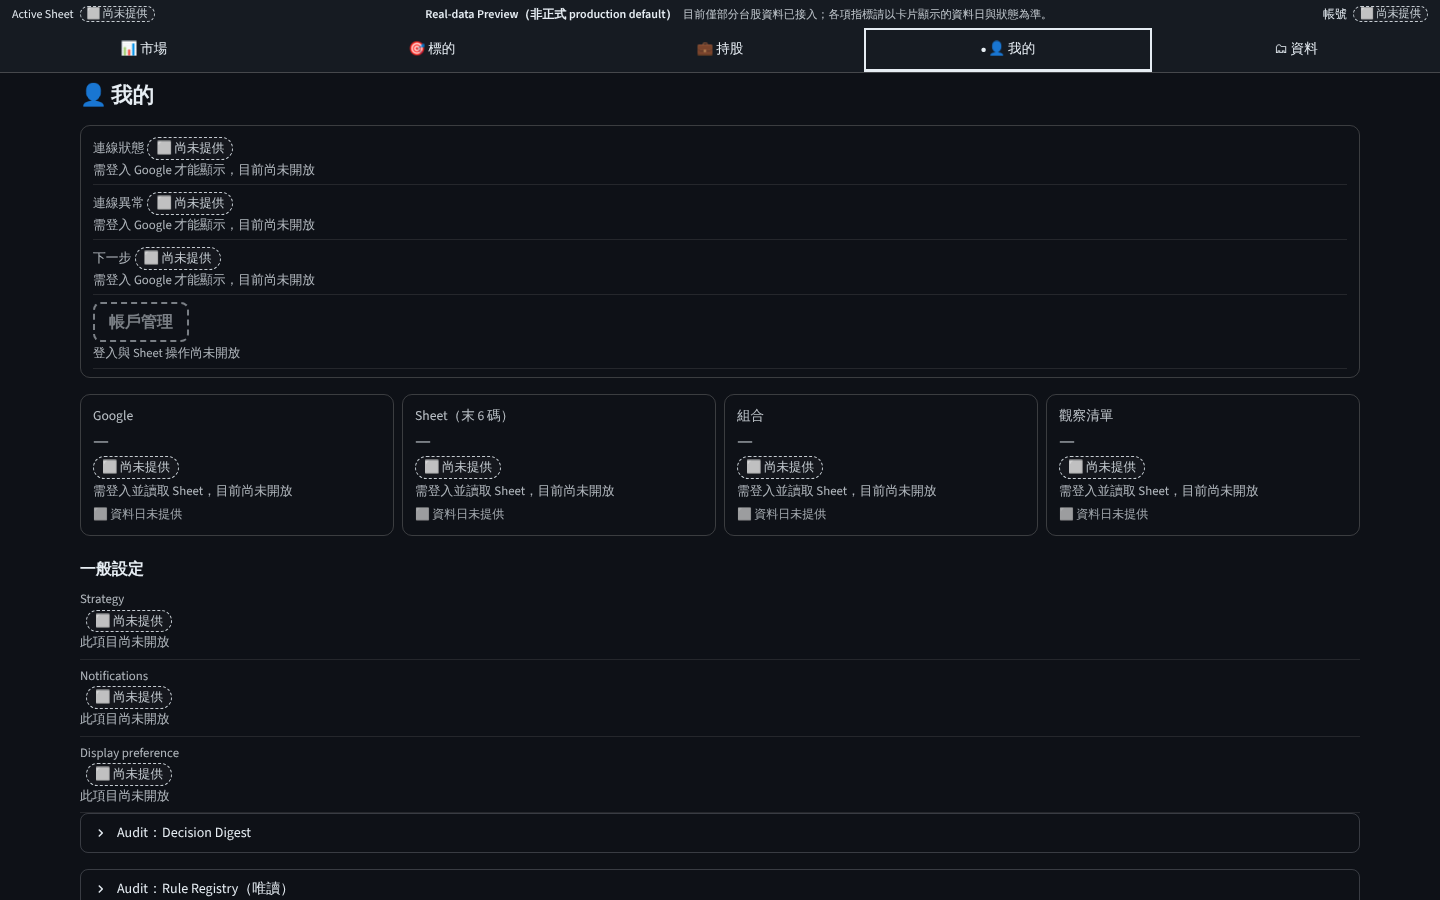 Active Sheet 尚未提供 Real-data Preview（非正式 production default） 目前僅部分台股資料已接入；各項指標請以卡片顯示的資料日與狀態為準。 帳號 尚未提供
市場 標的 持股 • 我的 資料
我的
連線狀態 尚未提供
需登入 Google 才能顯示，目前尚未開放
連線異常 尚未提供
需登入 Google 才能顯示，目前尚未開放
下一步 尚未提供
需登入 Google 才能顯示，目前尚未開放
帳戶管理
登入與 Sheet 操作尚未開放
Google Sheet（末 6 碼） 組合 觀察清單
— — — —
尚未提供 尚未提供 尚未提供 尚未提供
需登入並讀取 Sheet，目前尚未開放 需登入並讀取 Sheet，目前尚未開放 需登入並讀取 Sheet，目前尚未開放 需登入並讀取 Sheet，目前尚未開放
資料日未提供 資料日未提供 資料日未提供 資料日未提供
一般設定
Strategy
尚未提供
此項目尚未開放
Notifications
尚未提供
此項目尚未開放
Display preference
尚未提供
此項目尚未開放
Audit：Decision Digest
Audit：Rule Registry（唯讀）